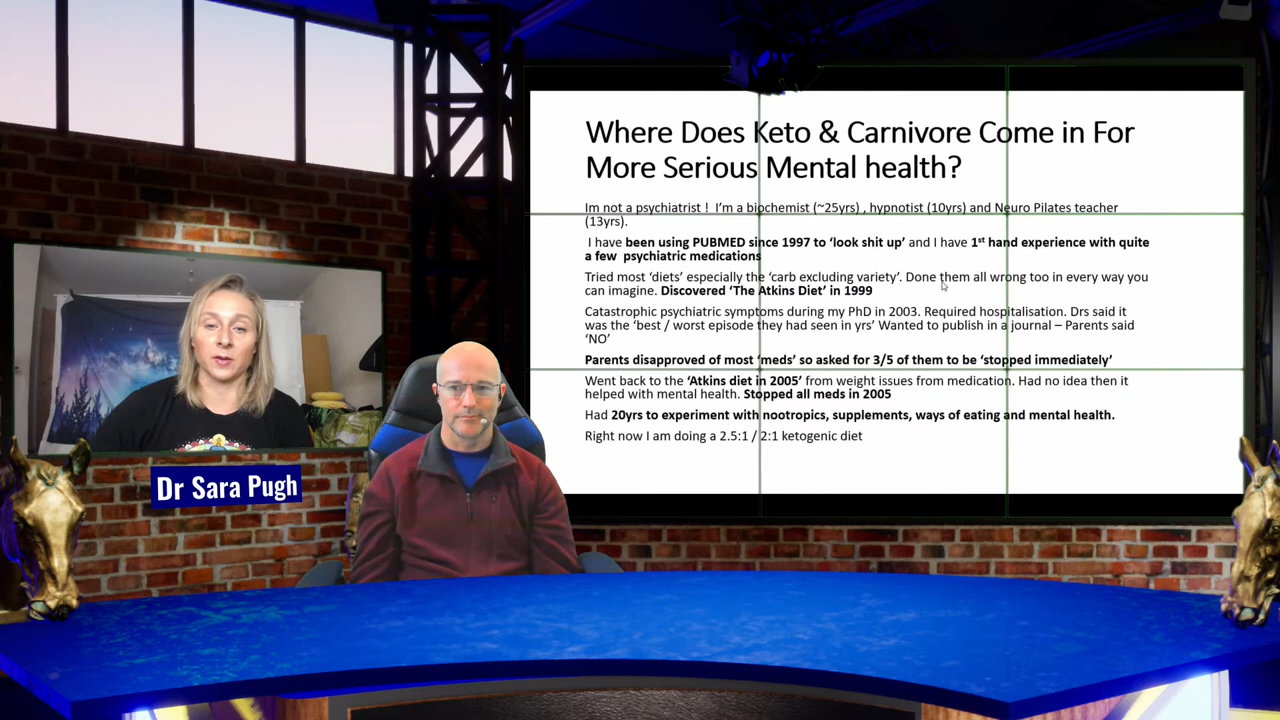 Where Does Keto & Carnivore Come in For
More Serious Mental health?
Im not a psychiatrist ! I'm a biochemist (~25yrs) , hypnotist (10yrs) and Neuro Pilates teacher
(13yrs).
I have been using PUBMED since 1997 to 'look shit up' and I have 1st hand experience with quite
a few psychiatric medications
Tried most 'diets' especially the 'carb excluding variety'. Done them all wrong too in every way you
can imagine. Discovered 'The Atkins Diet' in 1999
Catastrophic psychiatric symptoms during my PhD in 2003. Required hospitalisation. Drs said it
was the 'best / worst episode they had seen in yrs' Wanted to publish in a journal – Parents said
'NO'
Parents disapproved of most 'meds' so asked for 3/5 of them to be 'stopped immediately'
Went back to the 'Atkins diet in 2005' from weight issues from medication. Had no idea then it
helped with mental health. Stopped all meds in 2005
Had 20yrs to experiment with nootropics, supplements, ways of eating and mental health.
Right now I am doing a 2.5:1 / 2:1 ketogenic diet
Dr Sara Pugh